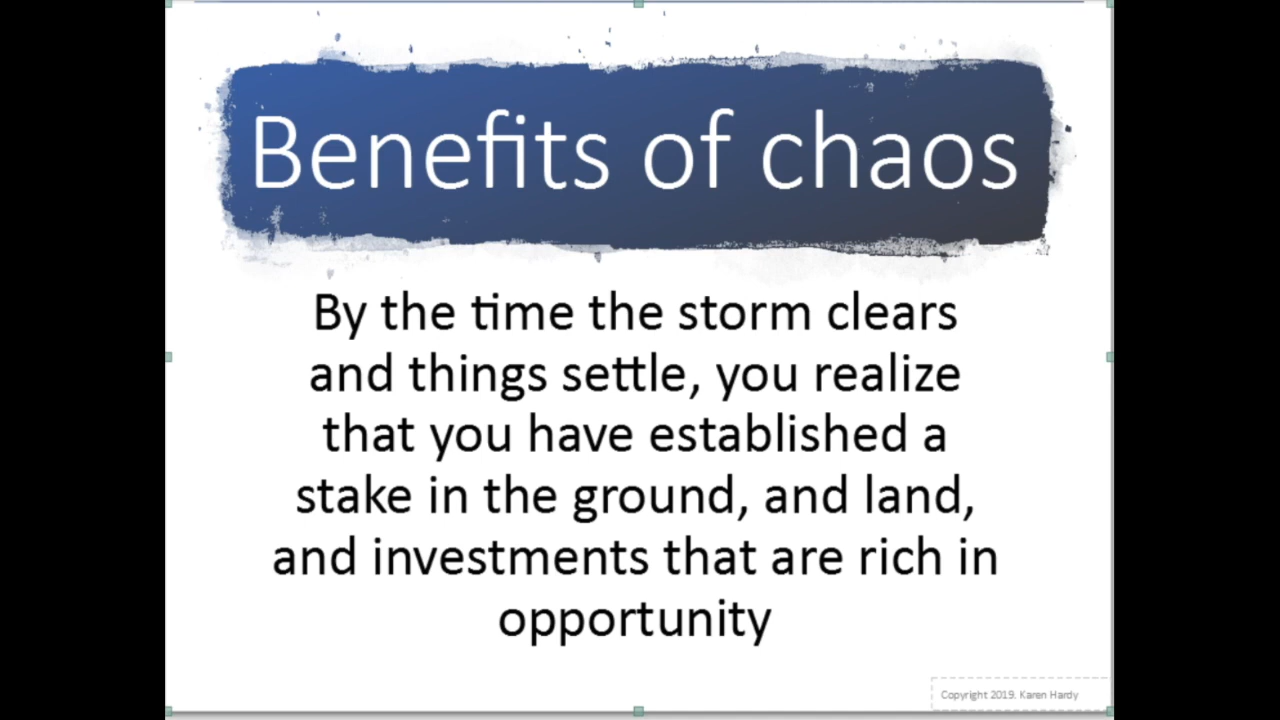 Benefits of chaos
By the time the storm clears
and things settle, you realize
that you have established a
stake in the ground, and land,
and investments that are rich in
opportunity
Copyright 2019. Karen Hardy